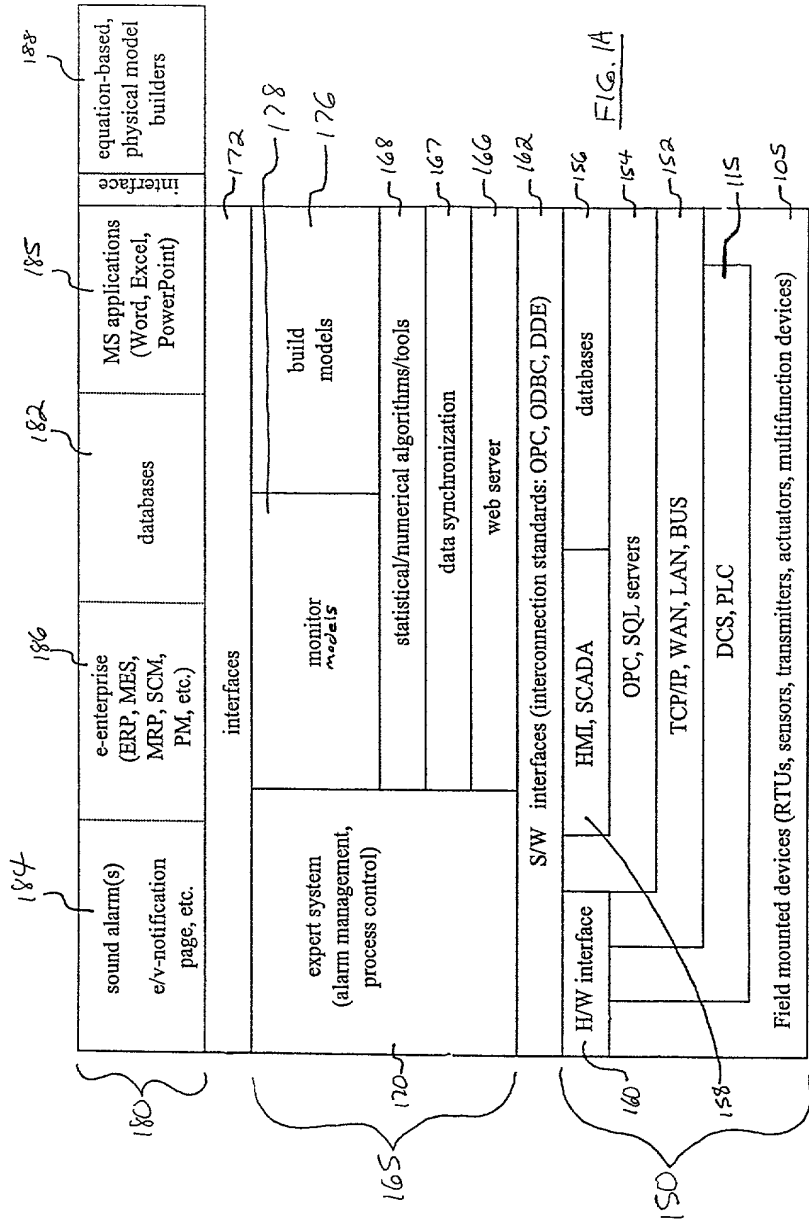 184
186
182
185
188
sound alarm(s)
e/v-notification
page, etc.
e-enterprise
(ERP, MES,
MRP, SCM,
PM, etc.)
databases
MS applications
(Word, Excel,
PowerPoint)
interface
equation-based,
physical model
builders
180
interfaces
172
178
176
165
170
expert system
(alarm management,
process control)
monitor
models
build
models
statistical/numerical algorithms/tools
168
data synchronization
167
web server
166
S/W interfaces (interconnection standards: OPC, ODBC, DDE)
162
150
160
H/W interface
HMI, SCADA
databases
156
158
OPC, SQL servers
154
TCP/IP, WAN, LAN, BUS
152
DCS, PLC
115
Field mounted devices (RTUs, sensors, transmitters, actuators, multifunction devices)
105
FIG. 1A